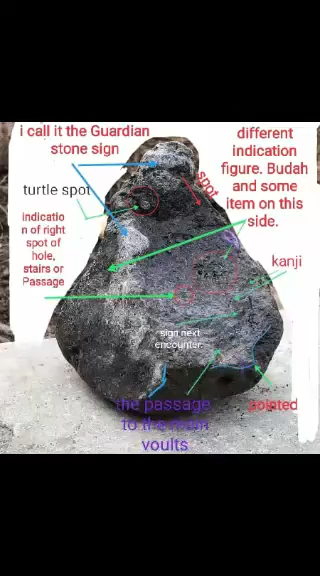 i call it the Guardian
stone sign
different
indication
figure. Budah
and some
item on this
side.
spot
turtle spot
indicatio
n of right
spot of
hole,
stairs or
Passage
kanji
sign next
encounter.
the passage
to the main
voults
pointed